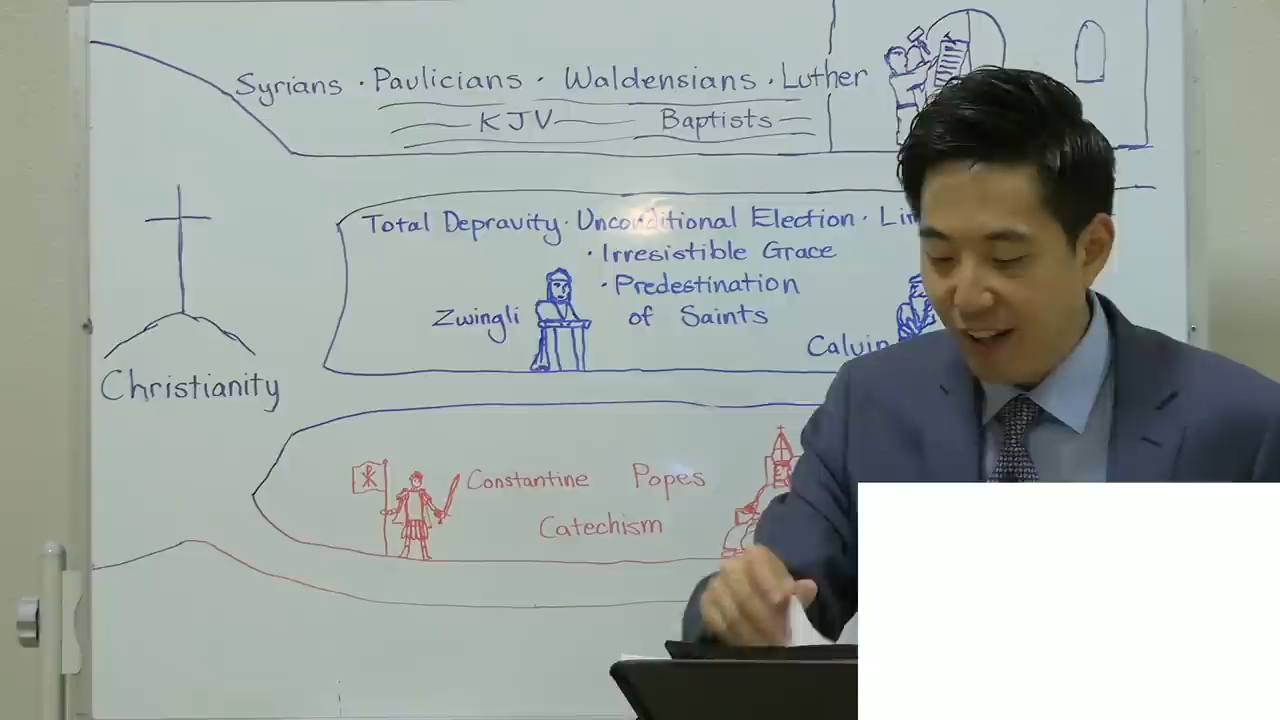 Syrians · Paulicians · Waldensians · Luther
KJV Baptists
Total Depravity · Unconditional Election ·
· Irresistible Grace
· Predestination
of Saints
Zwingli
Calvin
Christianity
Constantine Popes
Catechism